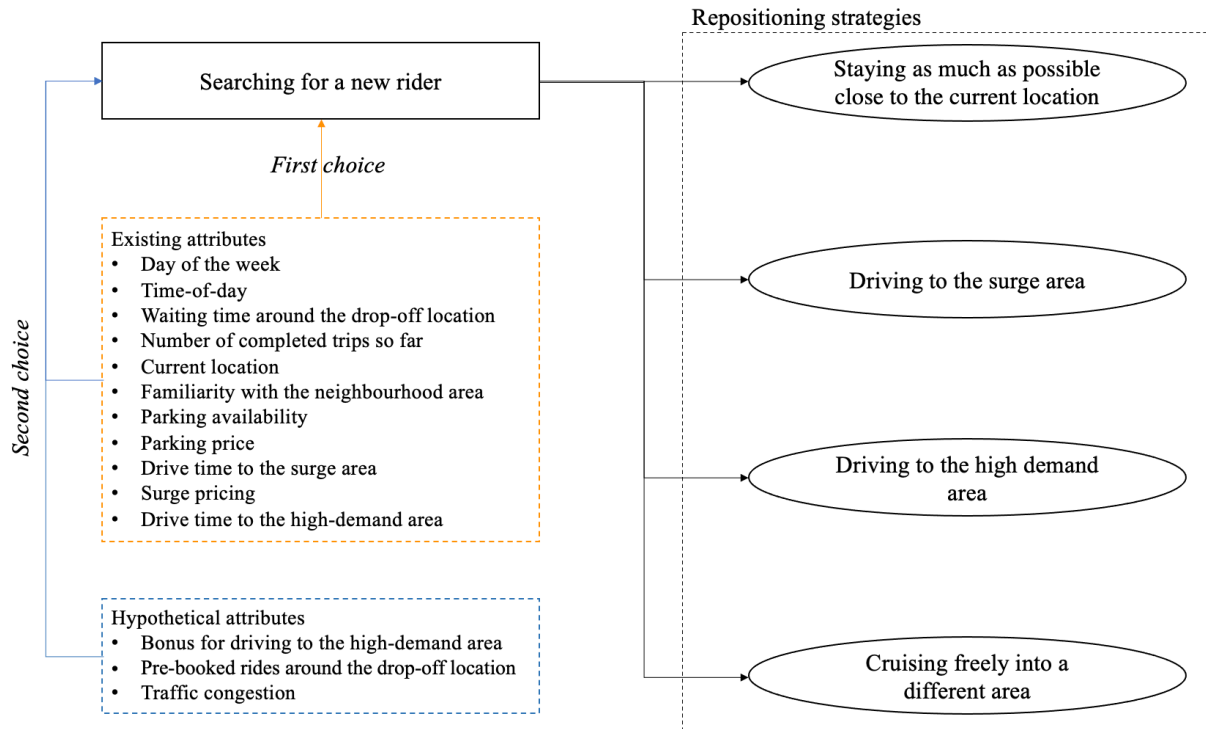 Repositioning strategies
Searching for a new rider
Staying as much as possible
close to the current location
First choice
Existing attributes
• Day of the week
• Time-of-day
• Waiting time around the drop-off location
• Number of completed trips so far
• Current location
• Familiarity with the neighbourhood area
• Parking availability
• Parking price
• Drive time to the surge area
• Surge pricing
• Drive time to the high-demand area
Driving to the surge area
Second choice
Driving to the high demand
area
Hypothetical attributes
• Bonus for driving to the high-demand area
• Pre-booked rides around the drop-off location
• Traffic congestion
Cruising freely into a
different area